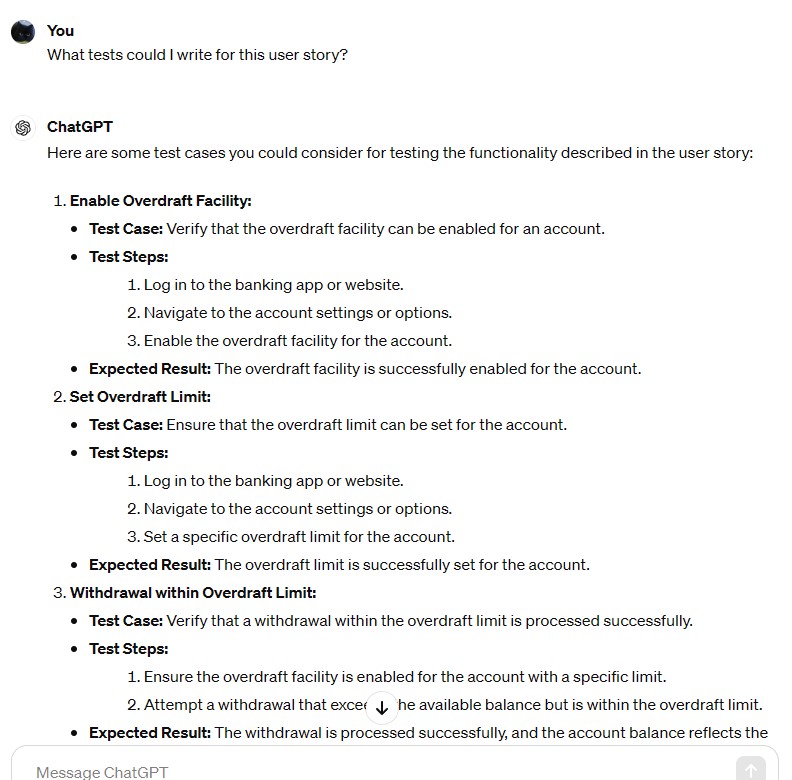 You
What tests could I write for this user story?
ChatGPT
Here are some test cases you could consider for testing the functionality described in the user story:
1. Enable Overdraft Facility:
• Test Case: Verify that the overdraft facility can be enabled for an account.
• Test Steps:
1. Log in to the banking app or website.
2. Navigate to the account settings or options.
3. Enable the overdraft facility for the account.
• Expected Result: The overdraft facility is successfully enabled for the account.
2. Set Overdraft Limit:
• Test Case: Ensure that the overdraft limit can be set for the account.
• Test Steps:
1. Log in to the banking app or website.
2. Navigate to the account settings or options.
3. Set a specific overdraft limit for the account.
• Expected Result: The overdraft limit is successfully set for the account.
3. Withdrawal within Overdraft Limit:
• Test Case: Verify that a withdrawal within the overdraft limit is processed successfully.
• Test Steps:
1. Ensure the overdraft facility is enabled for the account with a specific limit.
2. Attempt a withdrawal that available balance but is within the overdraft limit.
• Expected Result: The withdrawal is processed successfully, and the account balance reflects the
Message ChatGPT